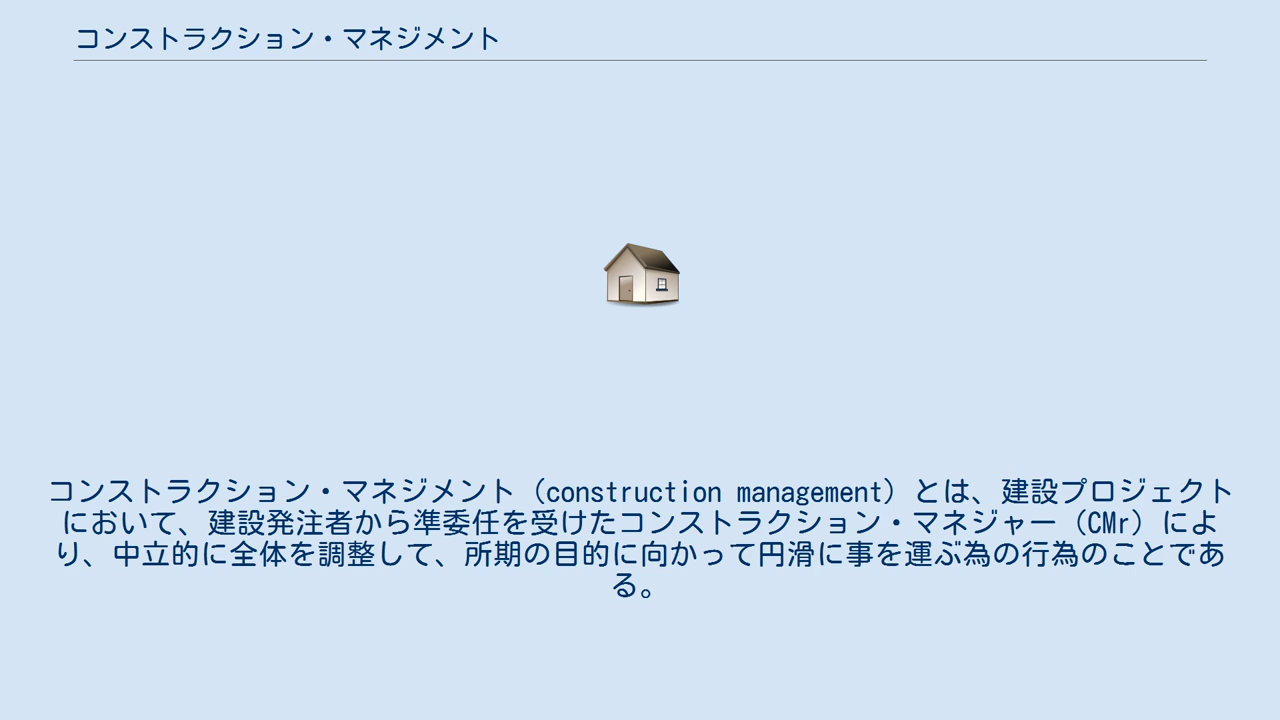 コンストラクション・マネジメント
コンストラクション・マネジメント（construction management）とは、建設プロジェクト
において、建設発注者から準委任を受けたコンストラクション・マネジャー（CMr）によ
り、中立的に全体を調整して、所期の目的に向かって円滑に事を運ぶ為の行為のことであ
る。